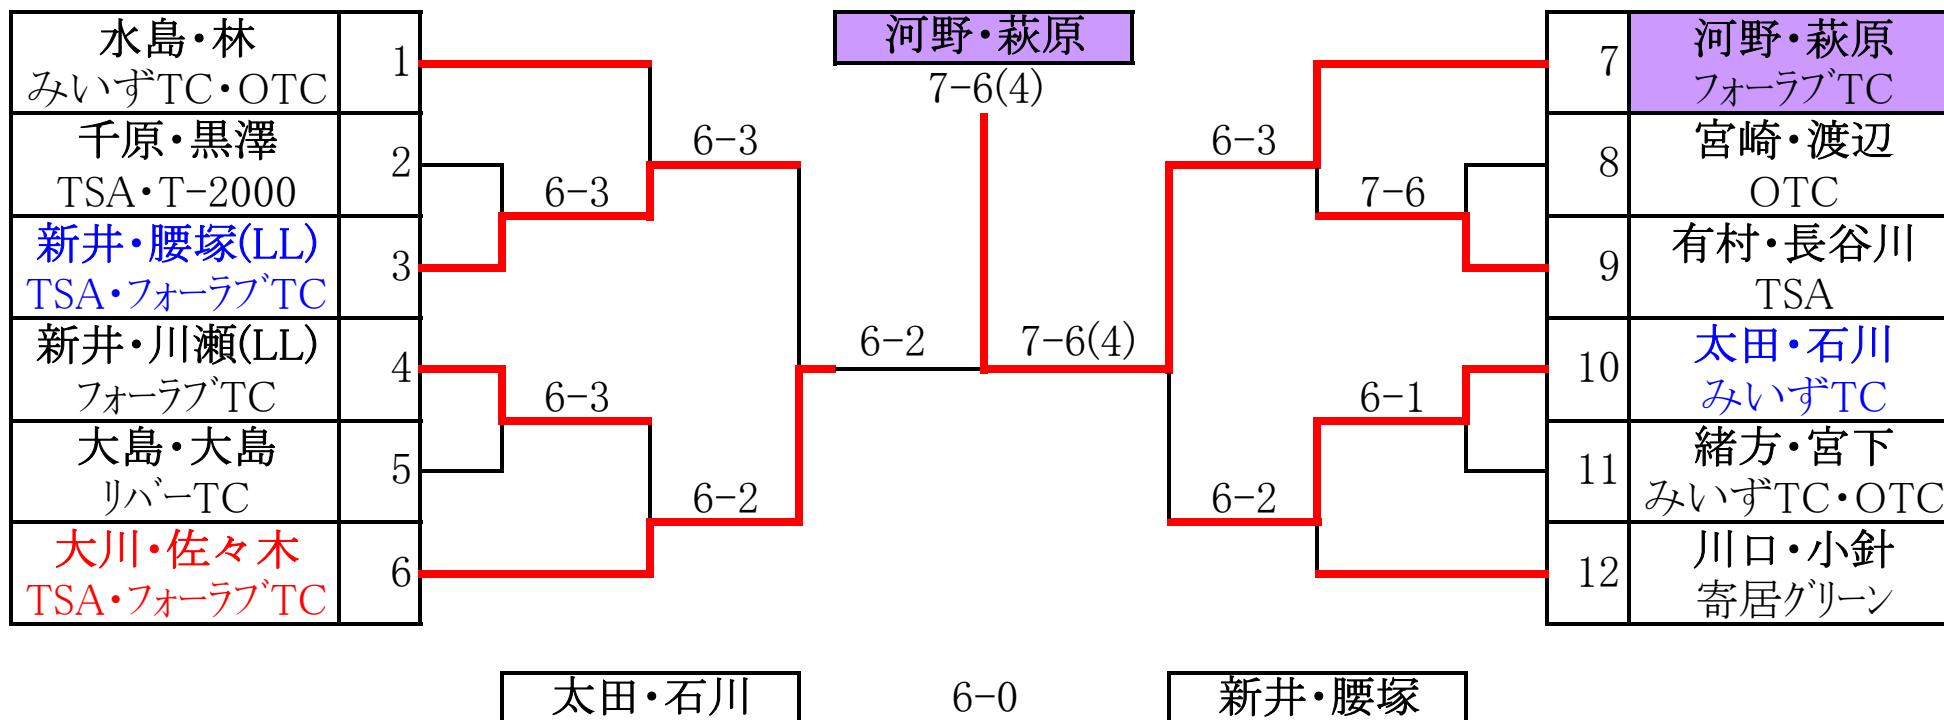 水島・林
みいずTC・OTC
1
千原・黒澤
TSA・T-2000
2
新井・腰塚(LL)
TSA・フォーラブTC
3
新井・川瀬(LL)
フォーラブTC
4
大島・大島
リバーTC
5
大川・佐々木
TSA・フォーラブTC
6
6-3
6-3
6-3
6-2
6-2
河野・萩原
7-6(4)
7-6(4)
6-3
7-6
6-1
6-2
7
河野・萩原
フォーラブTC
8
宮崎・渡辺
OTC
9
有村・長谷川
TSA
10
太田・石川
みいずTC
11
緒方・宮下
みいずTC・OTC
12
川口・小針
寄居グリーン
太田・石川
6-0
新井・腰塚